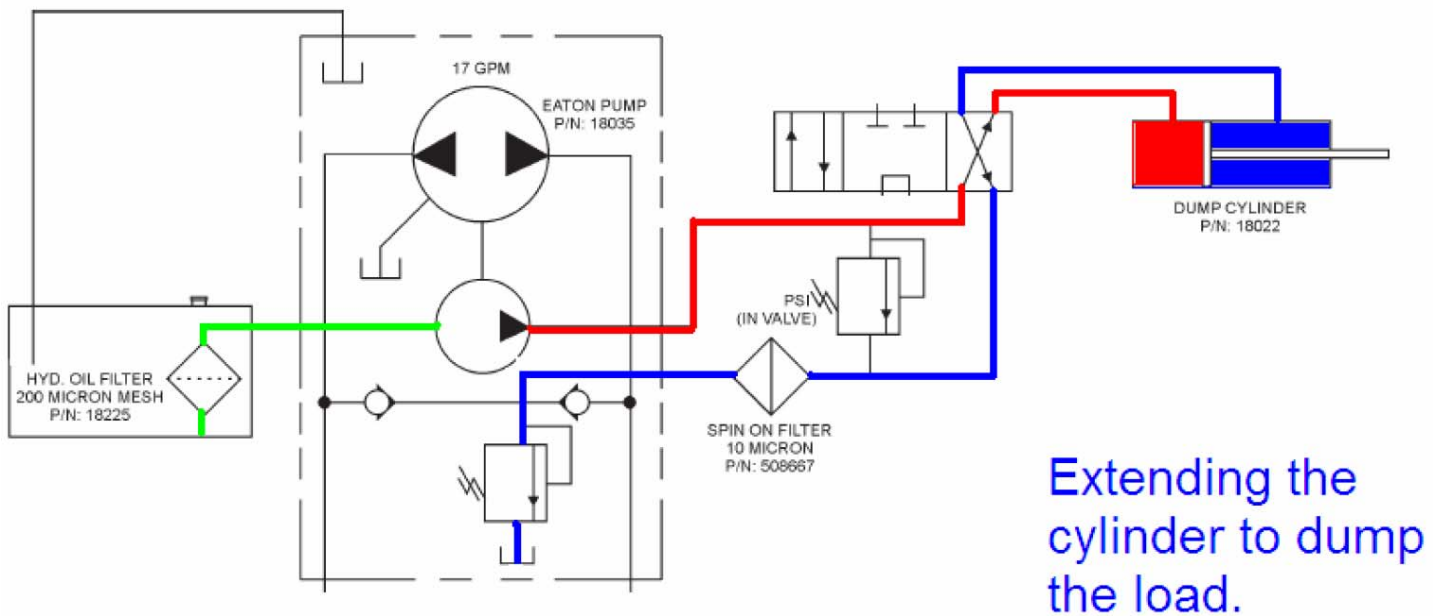 17 GPM
EATON PUMP
P/N: 18035
DUMP CYLINDER
P/N: 18022
PSI
(IN VALVE)
HYD. OIL FILTER
200 MICRON MESH
P/N: 18225
SPIN ON FILTER
10 MICRON
P/N: 508667
Extending the
cylinder to dump
the load.